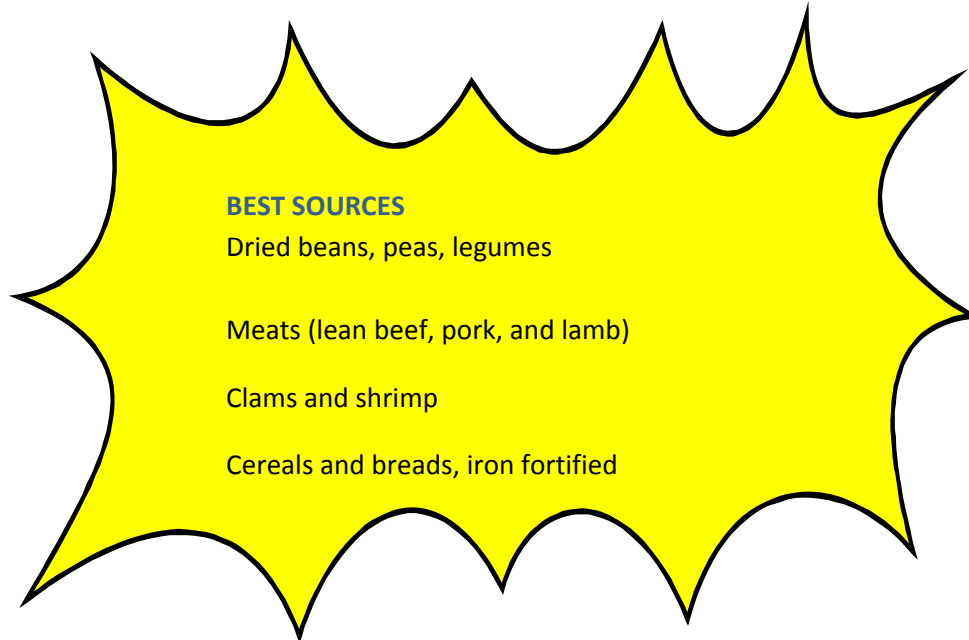 BEST SOURCES
Dried beans, peas, legumes
Meats (lean beef, pork, and lamb)
Clams and shrimp
Cereals and breads, iron fortified